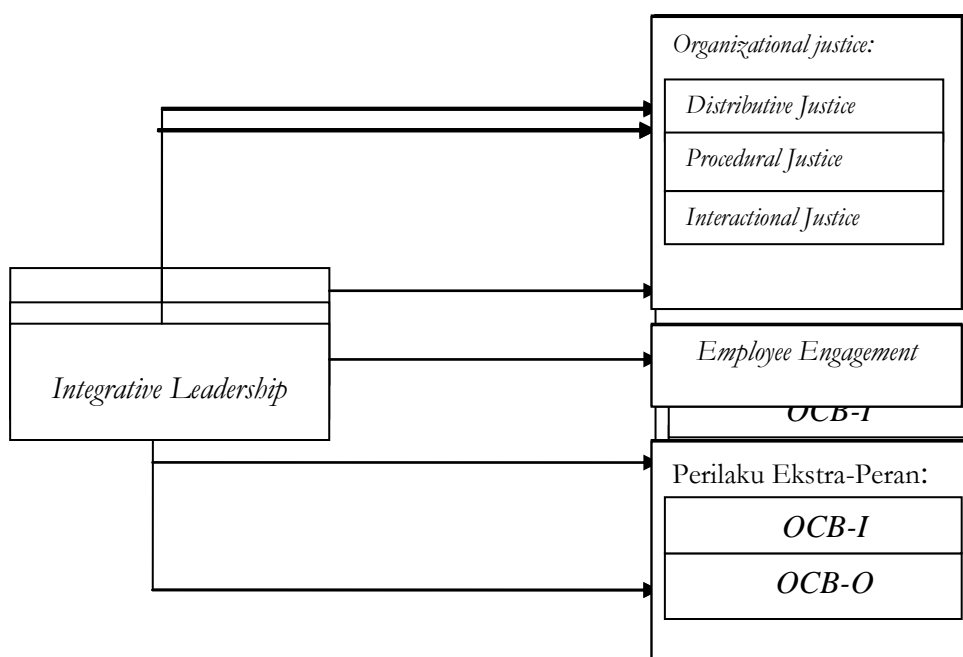 Organizational justice:
Distributive Justice
Procedural Justice
Interactional Justice
Integrative Leadership
Employee Engagement
OCB-I
Perilaku Ekstra-Peran:
OCB-I
OCB-O